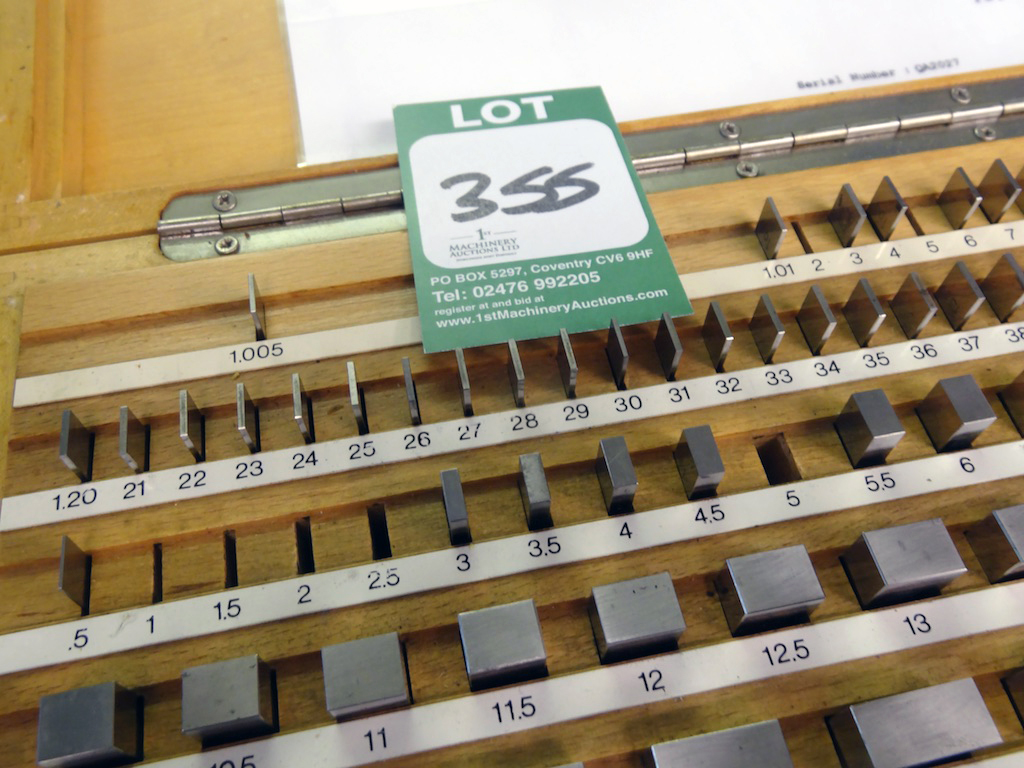 Serial Number : QA2027
LOT
355
1st
MACHINERY
AUCTIONS LTD
PO BOX 5297, Coventry CV6 9HF
Tel: 02476 992205
register at and bid at
www.1stMachineryAuctions.com
1.005 1.01 2 3 4 5 6 7
1.20 21 22 23 24 25 26 27 28 29 30 31 32 33 34 35 36 37 38
.5 1 1.5 2 2.5 3 3.5 4 4.5 5 5.5 6
10.5 11 11.5 12 12.5 13